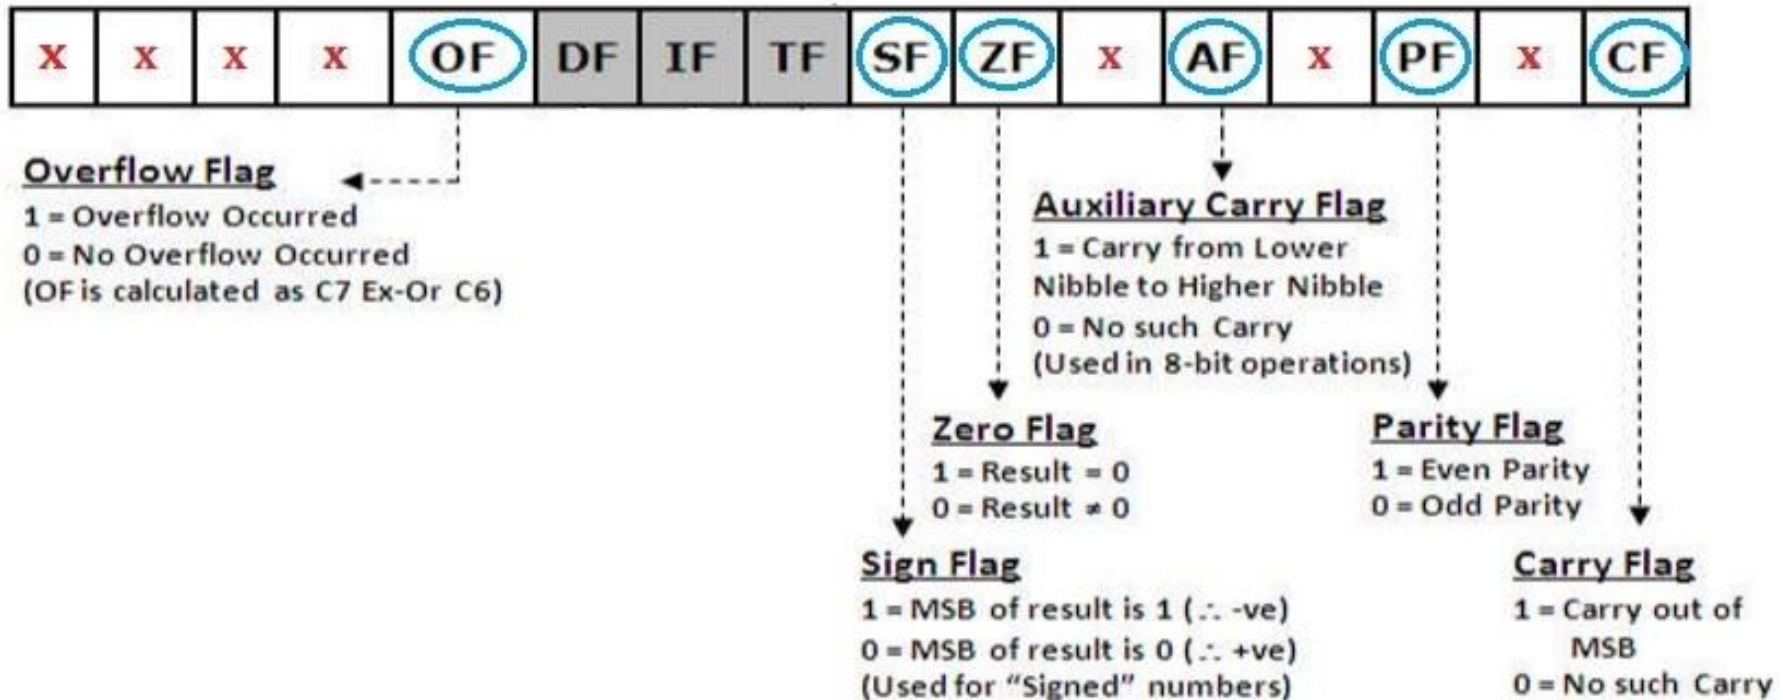 x x x x OF DF IF TF SF ZF x AF x PF x CF
Overflow Flag
1 = Overflow Occurred
0 = No Overflow Occurred
(OF is calculated as C7 Ex-Or C6)
Auxiliary Carry Flag
1 = Carry from Lower
Nibble to Higher Nibble
0 = No such Carry
(Used in 8-bit operations)
Zero Flag
1 = Result = 0
0 = Result ≠ 0
Parity Flag
1 = Even Parity
0 = Odd Parity
Sign Flag
1 = MSB of result is 1 (∴ -ve)
0 = MSB of result is 0 (∴ +ve)
(Used for “Signed” numbers)
Carry Flag
1 = Carry out of
MSB
0 = No such Carry